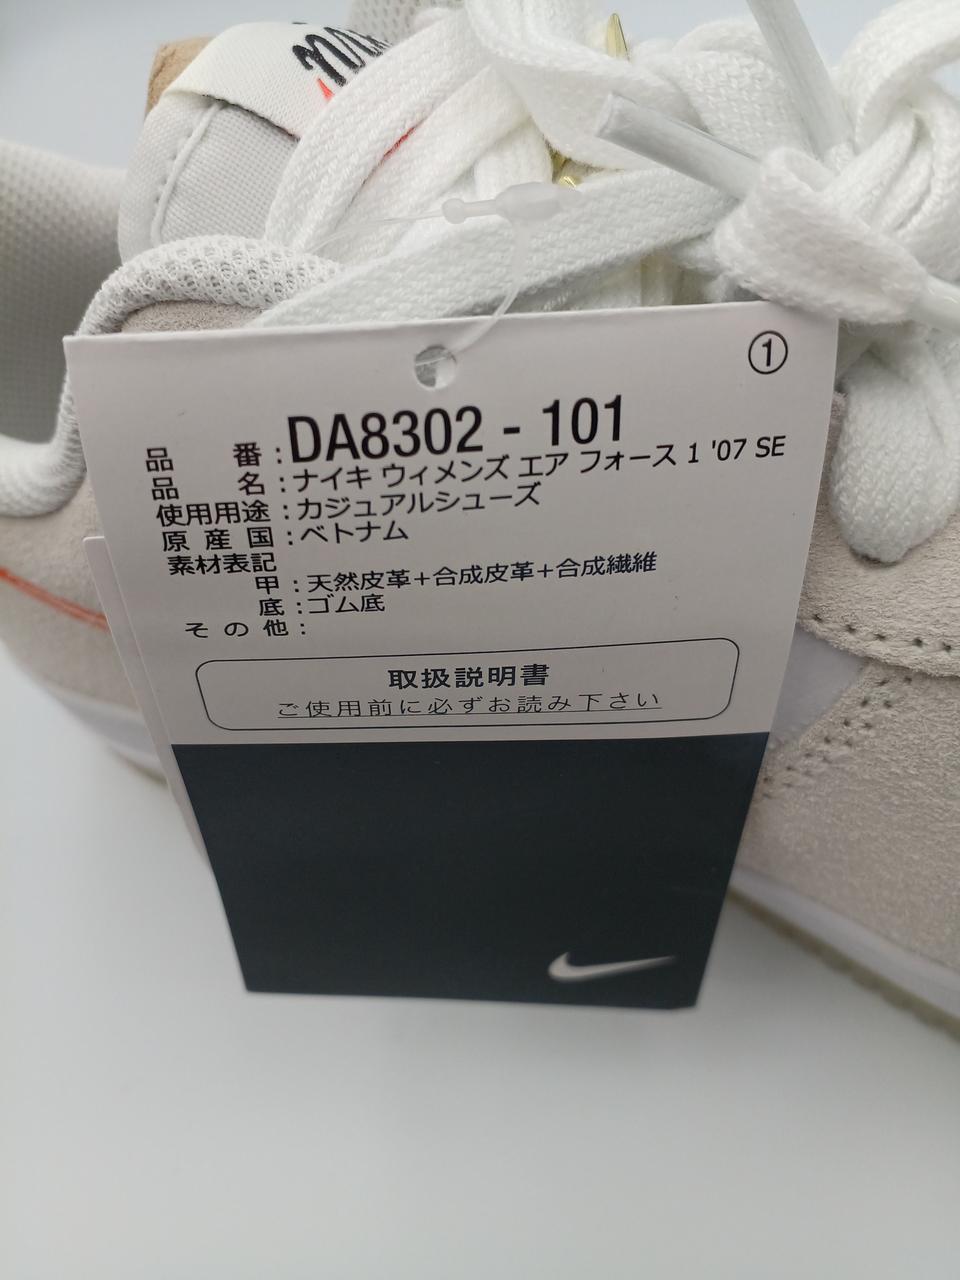 ①
品番:DA8302-101
品名:ナイキ ウィメンズ エア フォース 1 '07 SE
使用用途:カジュアルシューズ
原産国:ベトナム
素材表記
甲:天然皮革+合成皮革+合成繊維
底:ゴム底
その他:
取扱説明書
ご使用前に必ずお読み下さい